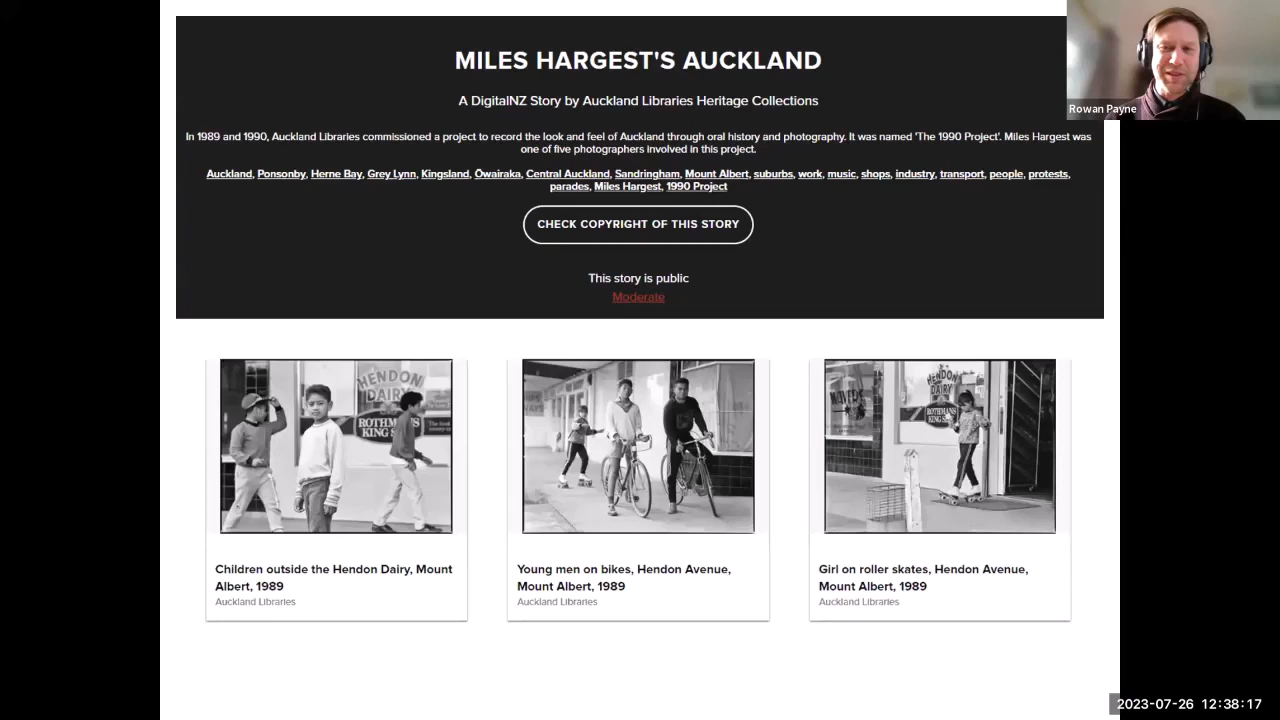 MILES HARGEST'S AUCKLAND
A DigitalNZ Story by Auckland Libraries Heritage Collections
In 1989 and 1990, Auckland Libraries commissioned a project to record the look and feel of Auckland through oral history and photography. It was named 'The 1990 Project'. Miles Hargest was
one of five photographers involved in this project.
Auckland, Ponsonby, Herne Bay, Grey Lynn, Kingsland, Ōwairaka, Central Auckland, Sandringham, Mount Albert, suburbs, work, music, shops, industry, transport, people, protests,
parades, Miles Hargest, 1990 Project
CHECK COPYRIGHT OF THIS STORY
This story is public
Moderate
Rowan Payne
HENDON
DAIRY
ROTHMANS
KING
HENDON
DAIRY
ROTHMANS
KING
Children outside the Hendon Dairy, Mount
Albert, 1989
Auckland Libraries
Young men on bikes, Hendon Avenue,
Mount Albert, 1989
Auckland Libraries
Girl on roller skates, Hendon Avenue,
Mount Albert, 1989
Auckland Libraries
2023-07-26 12:38:17